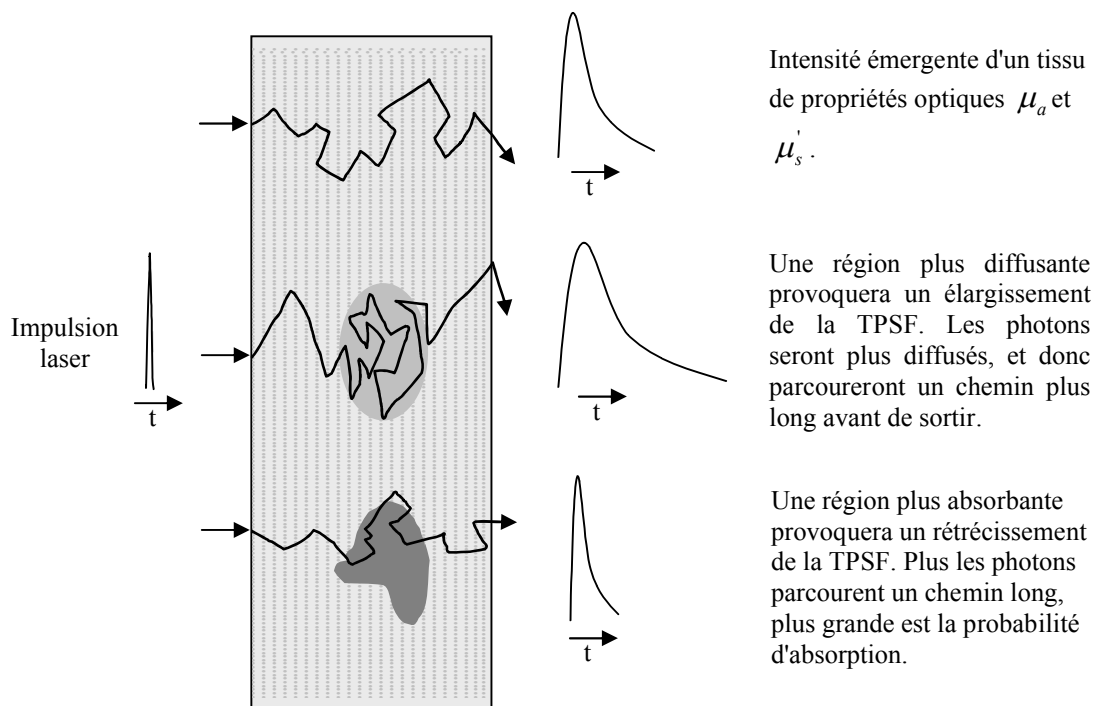 Intensité émergente d'un tissu
de propriétés optiques μa et
μs' .
t
Impulsion
laser
t
Une région plus diffusante
provoquera un élargissement
de la TPSF. Les photons
seront plus diffusés, et donc
parcoureront un chemin plus
long avant de sortir.
t
Une région plus absorbante
provoquera un rétrécissement
de la TPSF. Plus les photons
parcourent un chemin long,
plus grande est la probabilité
d'absorption.
t